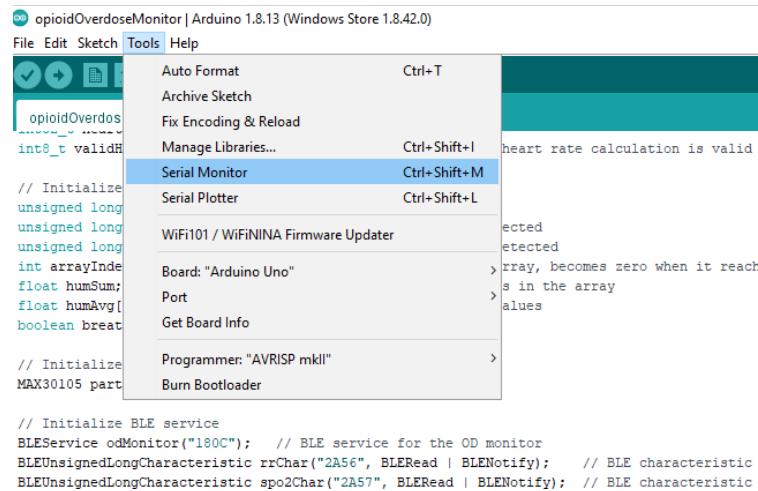 opioidOverdoseMonitor | Arduino 1.8.13 (Windows Store 1.8.42.0)
File Edit Sketch Tools Help
Auto Format Ctrl+T
Archive Sketch
opioidOverdos
Fix Encoding & Reload
int8_t validH Manage Libraries... Ctrl+Shift+I heart rate calculation is valid
Serial Monitor Ctrl+Shift+M
// Initialize
Serial Plotter Ctrl+Shift+L
unsigned long
unsigned long WiFi101 / WiFiNINA Firmware Updater ected
unsigned long etected
int arrayInde Board: "Arduino Uno" rray, becomes zero when it reach
float humSum; s in the array
Port
float humAvg[ alues
boolean breat Get Board Info
// Initialize Programmer: "AVRISP mkII"
MAX30105 part Burn Bootloader
// Initialize BLE service
BLEService odMonitor("180C"); // BLE service for the OD monitor
BLEUnsignedLongCharacteristic rrChar("2A56", BLERead | BLENotify); // BLE characteristic
BLEUnsignedLongCharacteristic spo2Char("2A57", BLERead | BLENotify); // BLE characteristic